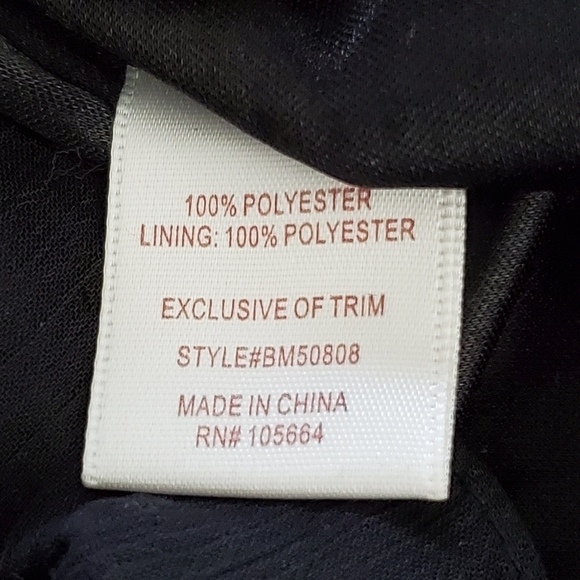 100% POLYESTER
LINING: 100% POLYESTER
EXCLUSIVE OF TRIM
STYLE#BM50808
MADE IN CHINA
RN# 105664